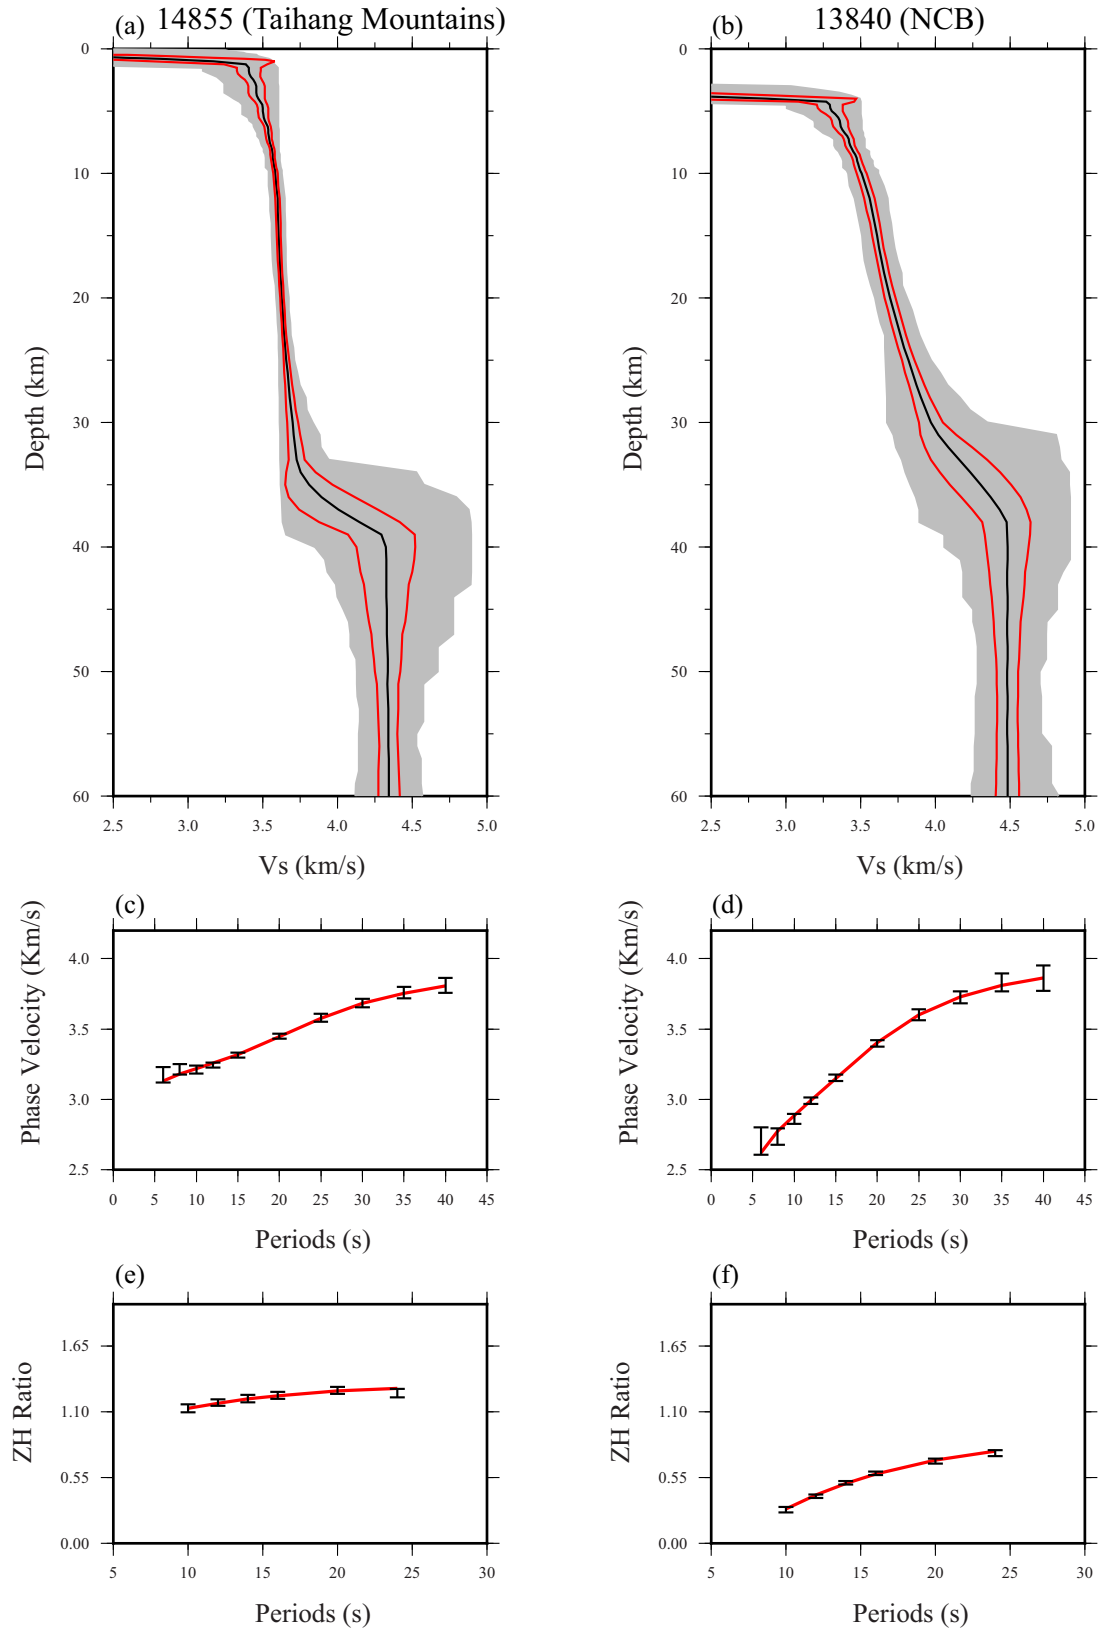 (a) 14855 (Taihang Mountains)
(b) 13840 (NCB)
0
10
20
30
40
50
60
Depth (km)
2.5 3.0 3.5 4.0 4.5 5.0
Vs (km/s)
0
10
20
30
40
50
60
Depth (km)
2.5 3.0 3.5 4.0 4.5 5.0
Vs (km/s)
(c)
4.0
3.5
3.0
2.5
Phase Velocity (Km/s)
0 5 10 15 20 25 30 35 40 45
Periods (s)
(d)
4.0
3.5
3.0
2.5
Phase Velocity (Km/s)
0 5 10 15 20 25 30 35 40 45
Periods (s)
(e)
1.65
1.10
0.55
0.00
ZH Ratio
5 10 15 20 25 30
Periods (s)
(f)
1.65
1.10
0.55
0.00
ZH Ratio
5 10 15 20 25 30
Periods (s)